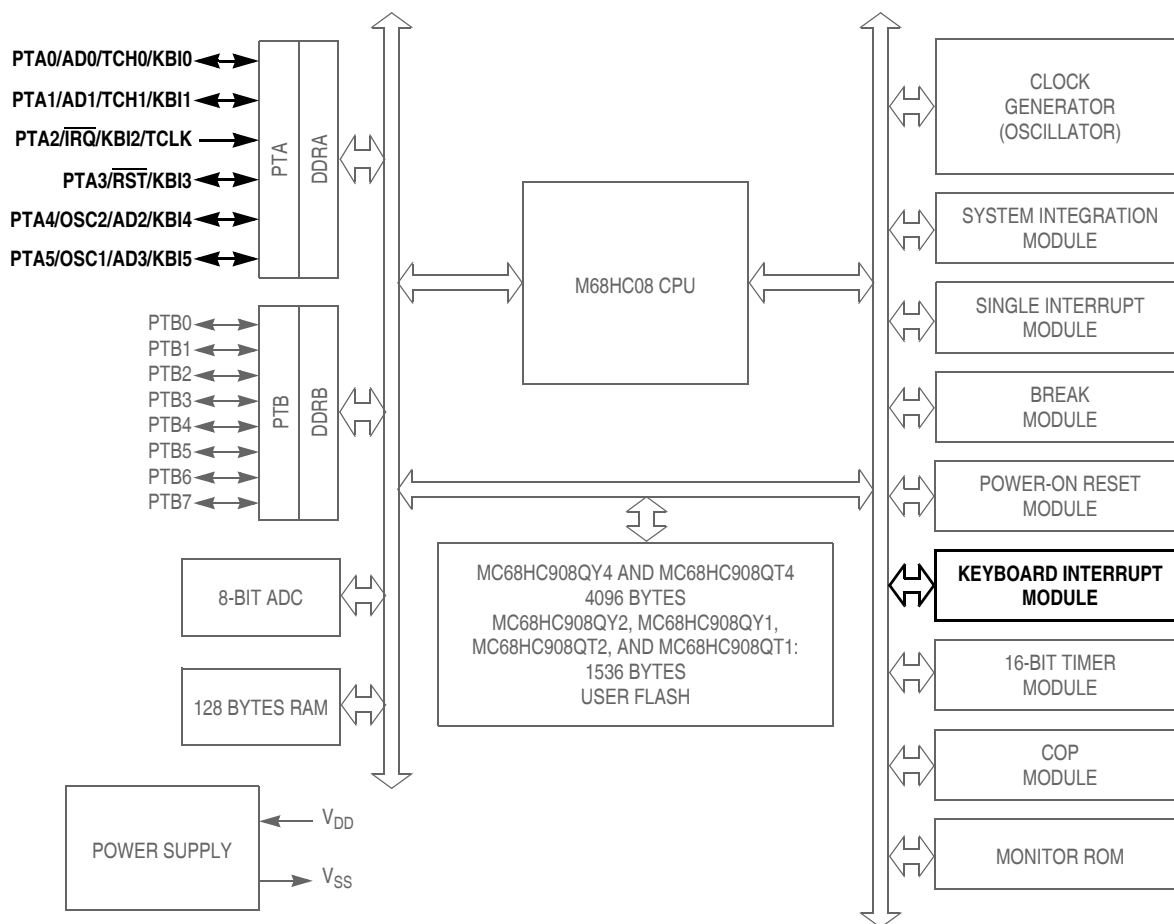 PTA0/AD0/TCH0/KBI0
PTA1/AD1/TCH1/KBI1
PTA2/IRQ/KBI2/TCLK
PTA3/RST/KBI3
PTA4/OSC2/AD2/KBI4
PTA5/OSC1/AD3/KBI5
PTA
DDRA
PTB0
PTB1
PTB2
PTB3
PTB4
PTB5
PTB6
PTB7
PTB
DDRB
8-BIT ADC
128 BYTES RAM
POWER SUPPLY
VDD
VSS
M68HC08 CPU
MC68HC908QY4 AND MC68HC908QT4
4096 BYTES
MC68HC908QY2, MC68HC908QY1,
MC68HC908QT2, AND MC68HC908QT1:
1536 BYTES
USER FLASH
CLOCK
GENERATOR
(OSCILLATOR)
SYSTEM INTEGRATION
MODULE
SINGLE INTERRUPT
MODULE
BREAK
MODULE
POWER-ON RESET
MODULE
KEYBOARD INTERRUPT
MODULE
16-BIT TIMER
MODULE
COP
MODULE
MONITOR ROM